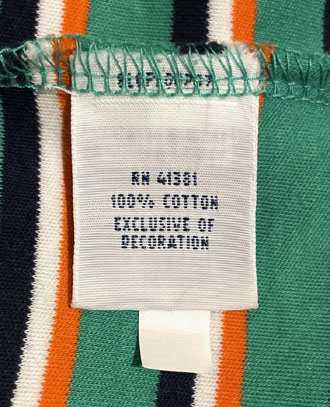 RN 41381
100% COTTON
EXCLUSIVE OF
DECORATION